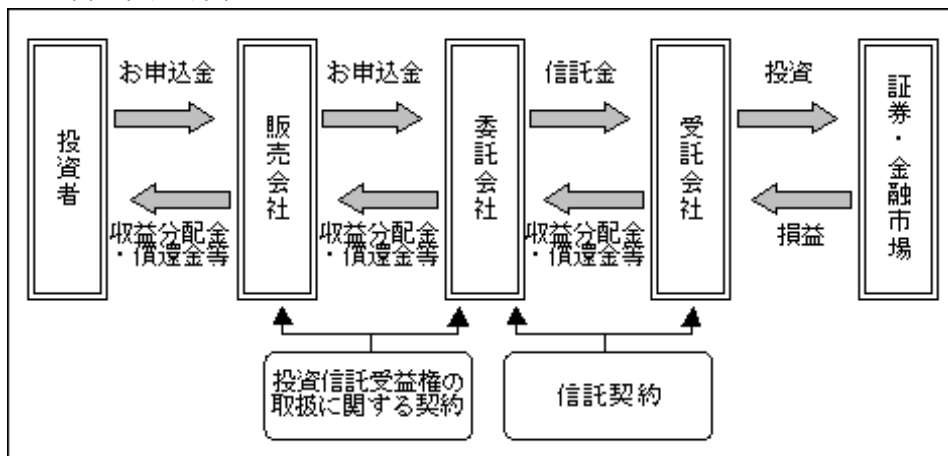 お申込金
お申込金
信託金
投資
投資者
販売会社
委託会社
受託会社
証券・金融市場
収益分配金
・償還金等
収益分配金
・償還金等
収益分配金
・償還金等
損益
投資信託受益権の
取扱に関する契約
信託契約